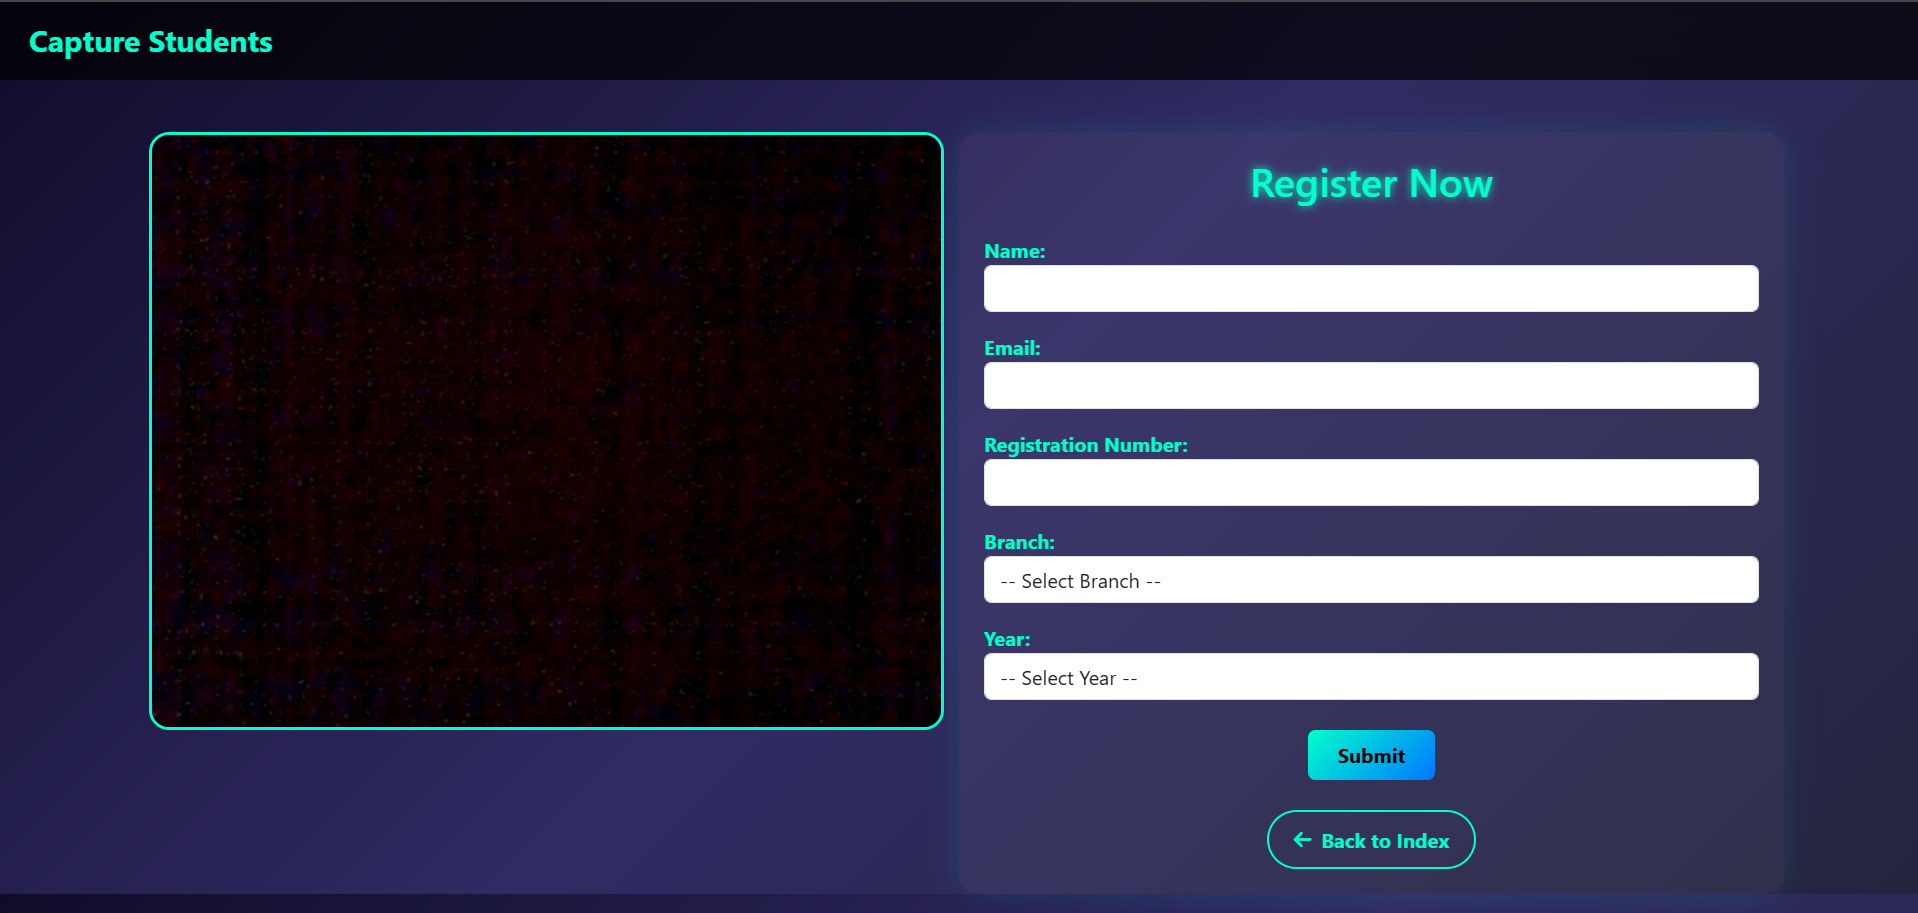 Capture Students
Register Now
Name:
Email:
Registration Number:
Branch:
-- Select Branch --
Year:
-- Select Year --
Submit
← Back to Index